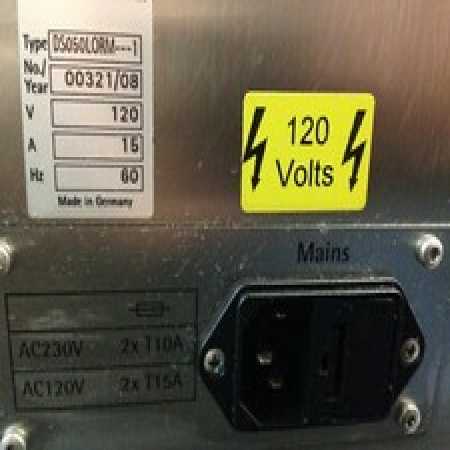 Type DS050LORM---1
No./
Year 00321/08
V 120
A 15
Hz 60
Made in Germany
120
Volts
Mains
AC230V 2x T10A
AC120V 2x T15A